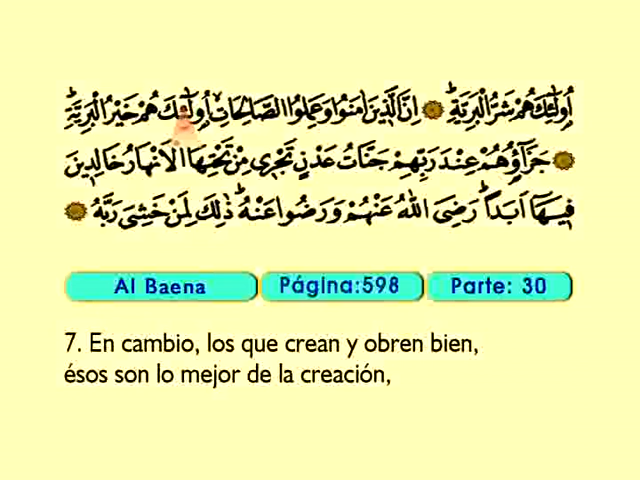 أُولَٰئِكَ هُمْ شَرُّ الْبَرِيَّةِ ۝ اِنَّ الَّذِينَ اٰمَنُوا وَعَمِلُوا الصَّالِحَاتِ اُولَٰئِكَ هُمْ خَيْرُ الْبَرِيَّةِ
۝ جَزَٓاؤُهُمْ عِنْدَ رَبِّهِمْ جَنَّاتُ عَدْنٍ تَجْرِى مِنْ تَحْتِهَا الْاَنْهَارُ خَالِدِينَ
فِيهَٓا اَبَدًا رَضِىَ اللّٰهُ عَنْهُمْ وَرَضُوا عَنْهُ ذٰلِكَ لِمَنْ خَشِىَ رَبَّهُ ۝
Al Baena Página:598 Parte: 30
7. En cambio, los que crean y obren bien,
ésos son lo mejor de la creación,